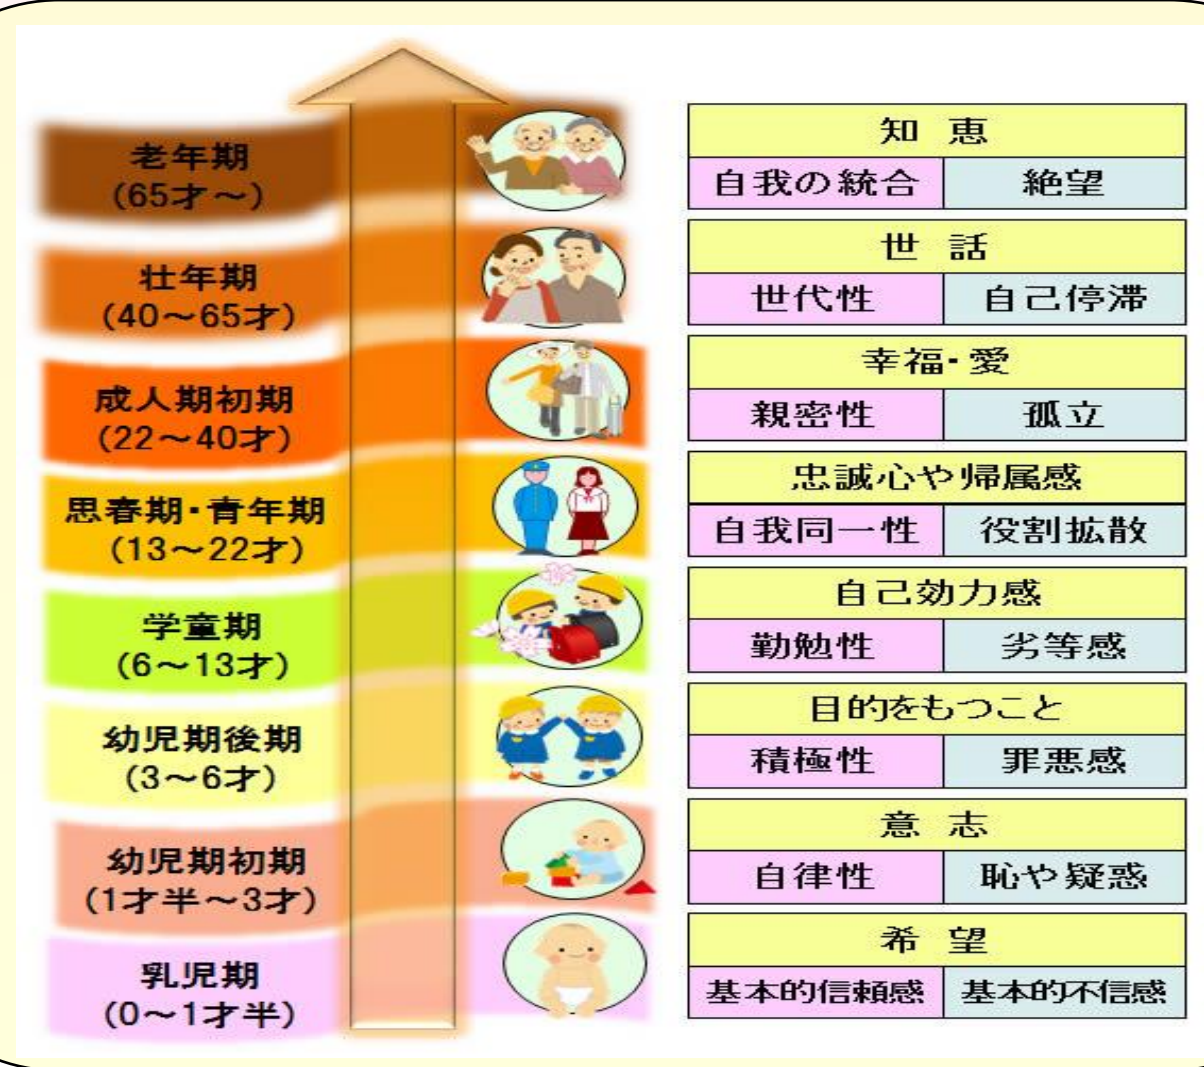 老年期
(65才～)
知 恵
自我の統合 絶望
壮年期
(40～65才)
世 話
世代性 自己停滞
成人期初期
(22～40才)
幸福・愛
親密性 孤立
思春期・青年期
(13～22才)
忠誠心や帰属感
自我同一性 役割拡散
学童期
(6～13才)
自己効力感
勤勉性 劣等感
幼児期後期
(3～6才)
目的をもつこと
積極性 罪悪感
幼児期初期
(1才半～3才)
意 志
自律性 恥や疑惑
乳児期
(0～1才半)
希 望
基本的信頼感 基本的不信感